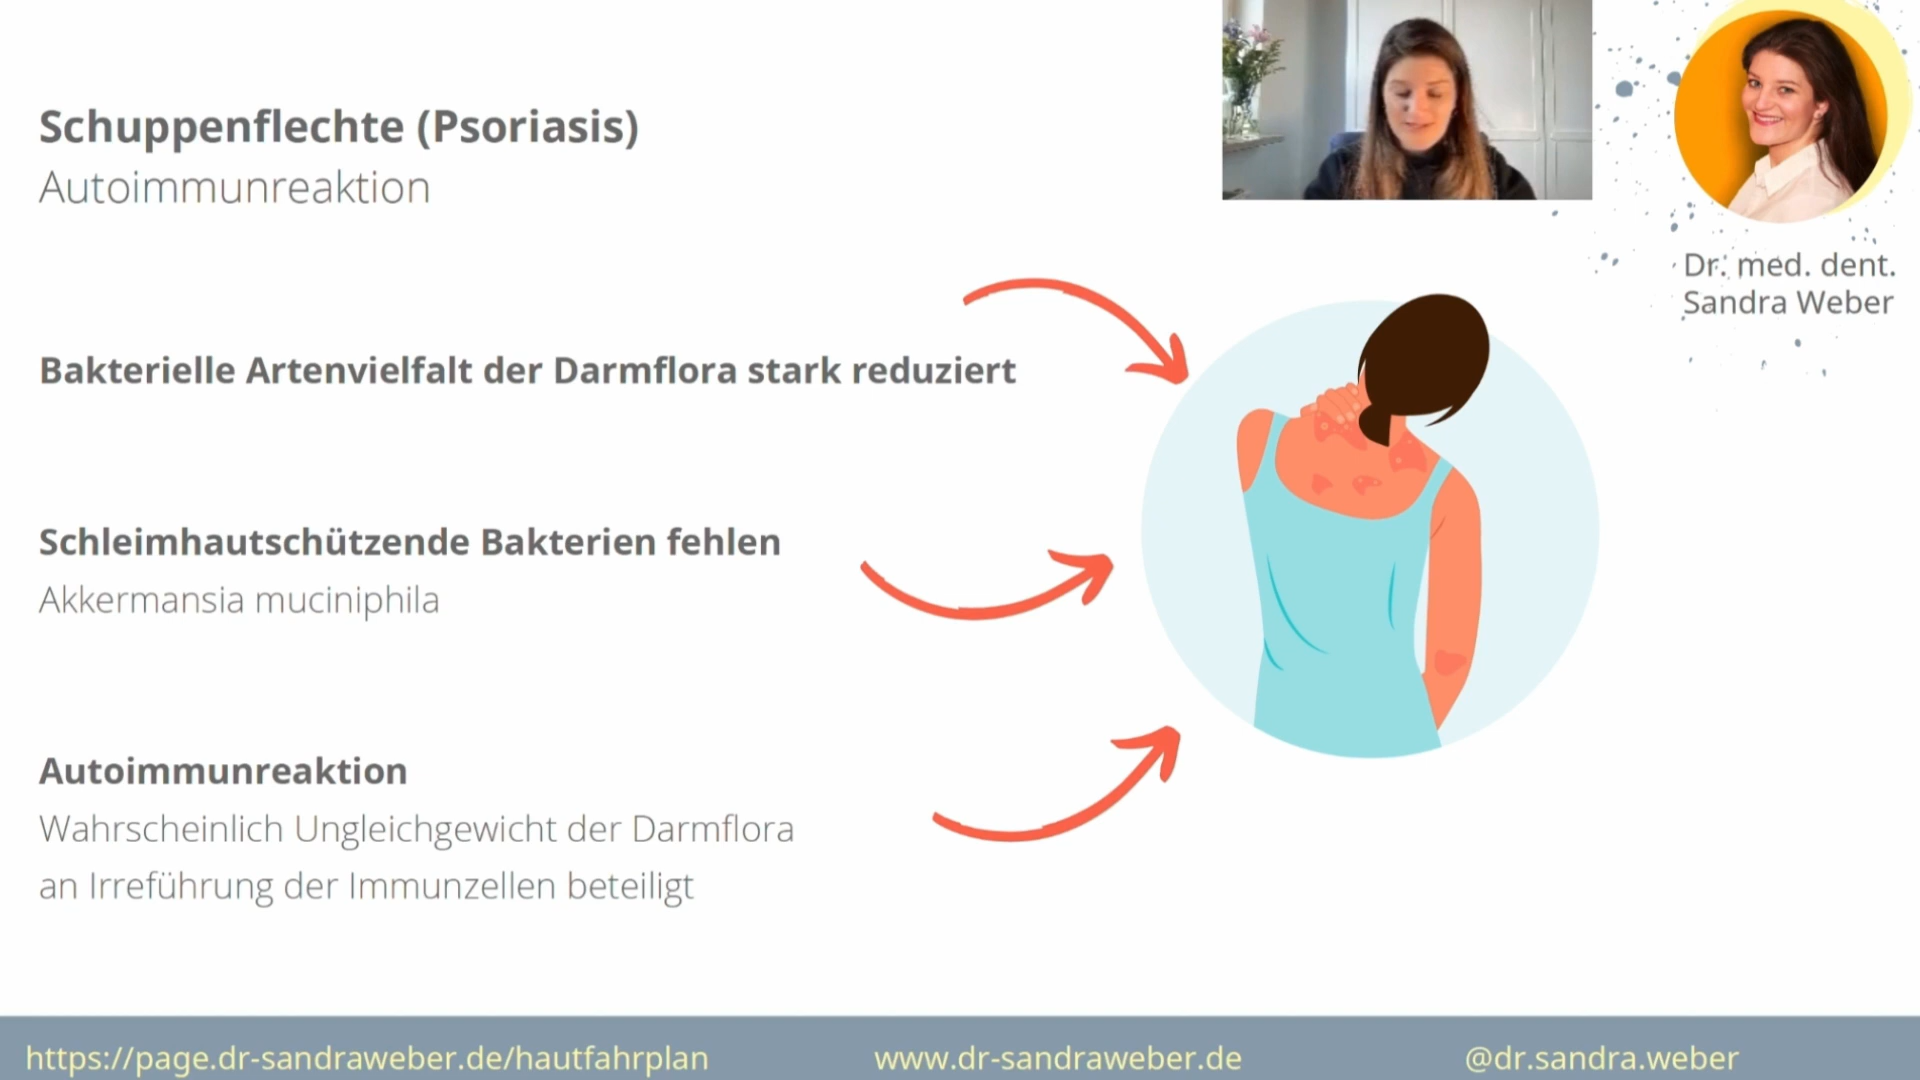 Schuppenflechte (Psoriasis)
Autoimmunreaktion
Dr. med. dent.
Sandra Weber
Bakterielle Artenvielfalt der Darmflora stark reduziert
Schleimhautschützende Bakterien fehlen
Akkermansia muciniphila
Autoimmunreaktion
Wahrscheinlich Ungleichgewicht der Darmflora
an Irreführung der Immunzellen beteiligt
https://page.dr-sandraweber.de/hautfahrplan
www.dr-sandraweber.de
@dr.sandra.weber